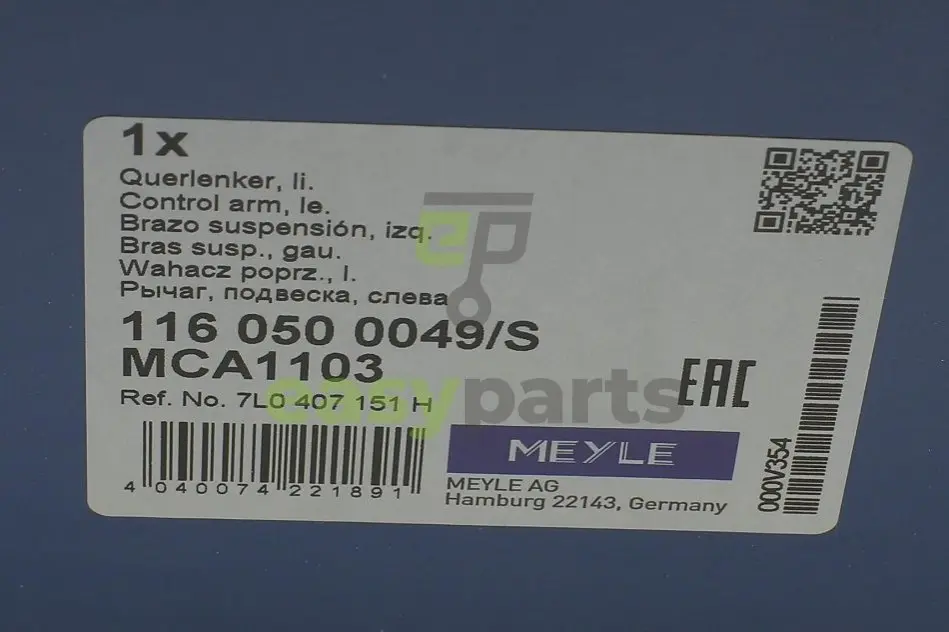 1x
Querlenker, li.
Control arm, le.
Brazo suspensión, izq.
Bras susp., gau.
Wahacz poprz., l.
Рычаг, подвеска, слева
116 050 0049/S
MCA1103
Ref. No. 7L0 407 151 H
4 040074 221891
EAC
MEYLE
MEYLE AG
Hamburg 22143, Germany
000V354
ep
easyparts